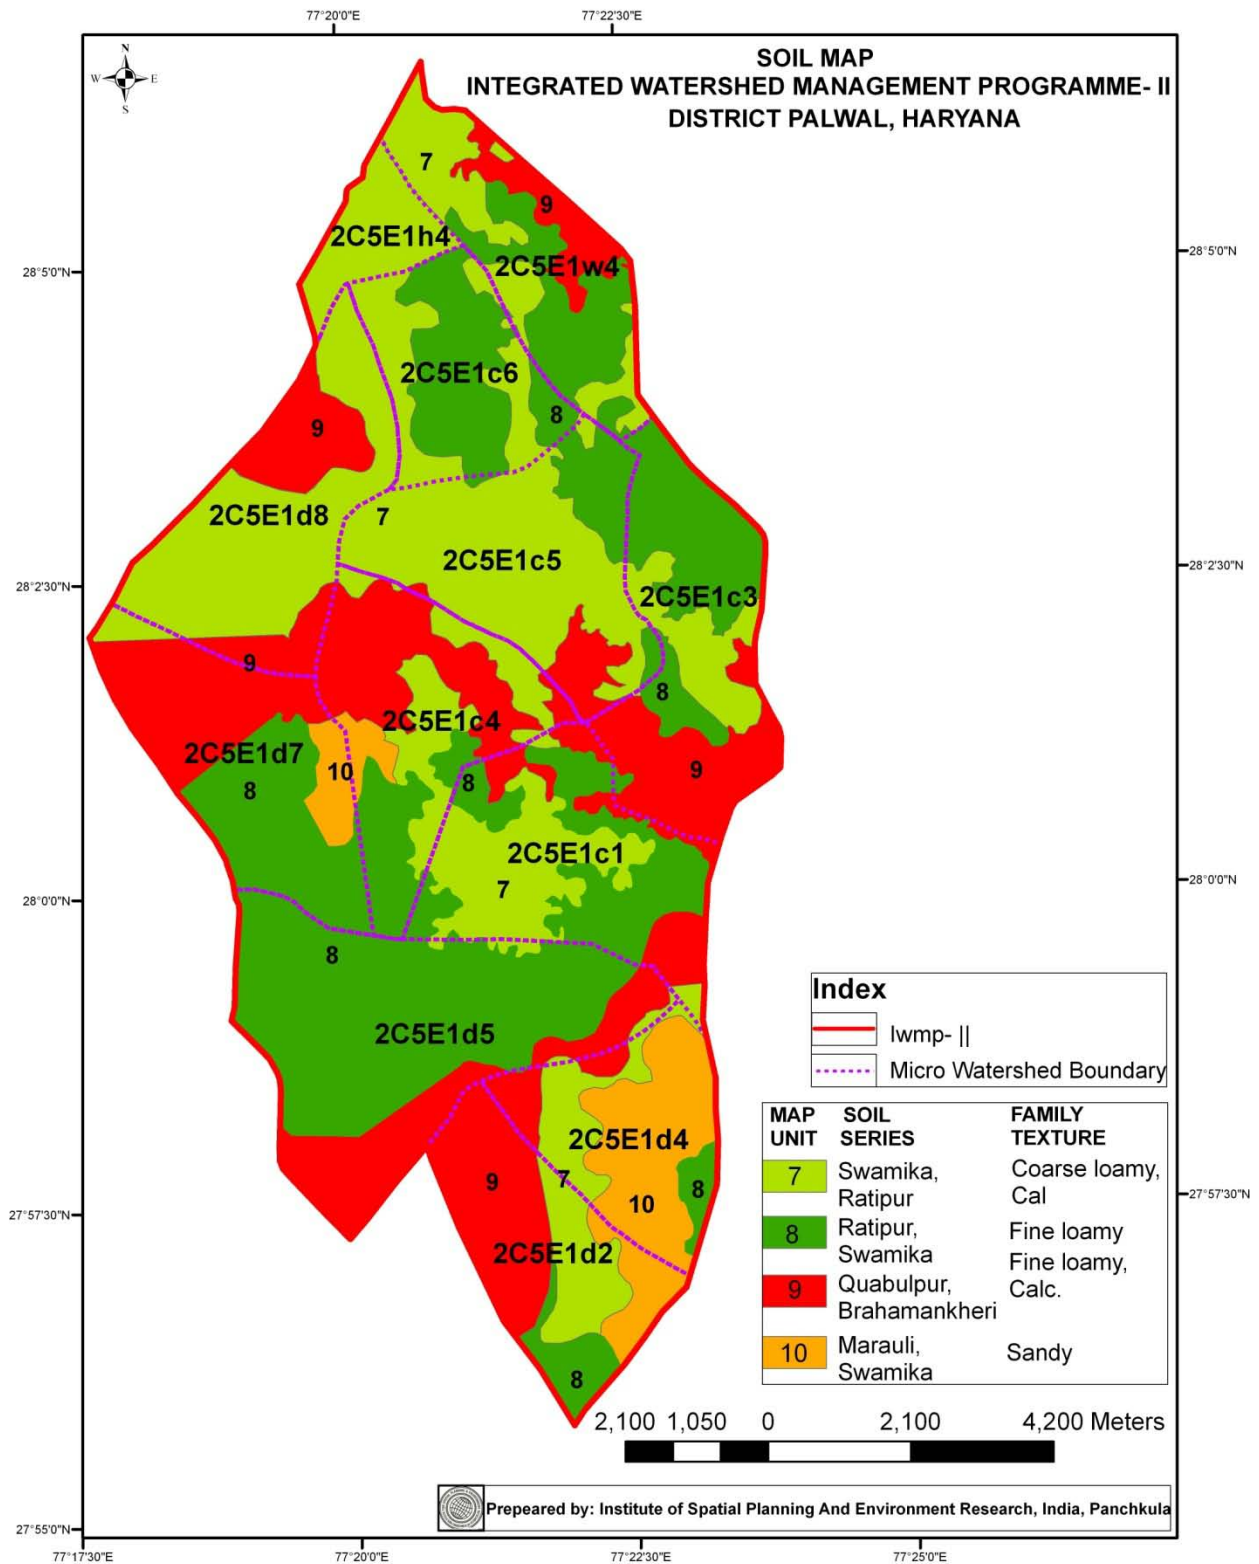 77°20'0"E
77°22'30"E
N
W
E
S
SOIL MAP
INTEGRATED WATERSHED MANAGEMENT PROGRAMME- II
DISTRICT PALWAL, HARYANA
7
9
2C5E1h4
2C5E1w4
28°5'0"N
28°5'0"N
2C5E1c6
8
9
2C5E1d8
7
2C5E1c5
28°2'30"N
28°2'30"N
2C5E1c3
9
8
2C5E1c4
2C5E1d7
10
9
8
8
2C5E1c1
7
28°0'0"N
28°0'0"N
8
2C5E1d5
2C5E1d4
9
7
8
10
27°57'30"N
27°57'30"N
2C5E1d2
8
Index
Iwmp- ||
Micro Watershed Boundary
MAP UNIT
SOIL SERIES
FAMILY TEXTURE
7
Swamika,
Ratipur
Coarse loamy,
Cal
8
Ratipur,
Swamika
Fine loamy
9
Quabulpur,
Brahamankheri
Fine loamy,
Calc.
10
Marauli,
Swamika
Sandy
2,100 1,050 0 2,100 4,200 Meters
Prepeared by: Institute of Spatial Planning And Environment Research, India, Panchkula
27°55'0"N
77°17'30"E
77°20'0"E
77°22'30"E
77°25'0"E